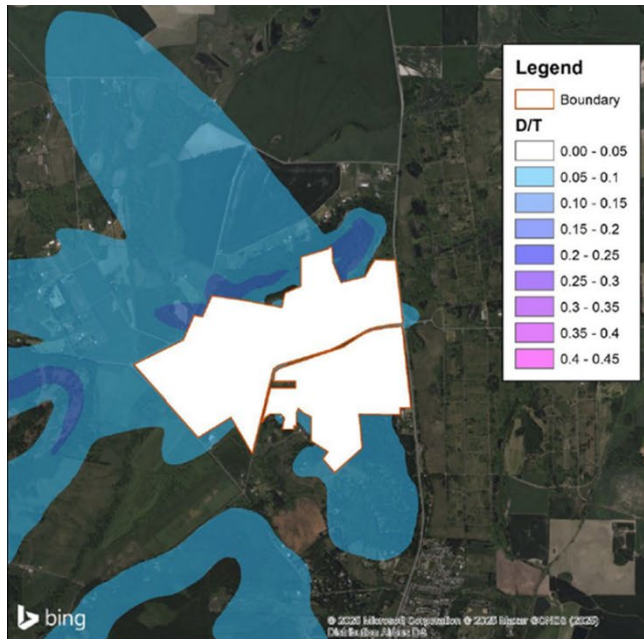 Legend
Boundary
D/T
0.00 - 0.05
0.05 - 0.1
0.10 - 0.15
0.15 - 0.2
0.2 - 0.25
0.25 - 0.3
0.3 - 0.35
0.35 - 0.4
0.4 - 0.45
bing
Microsoft Corporation